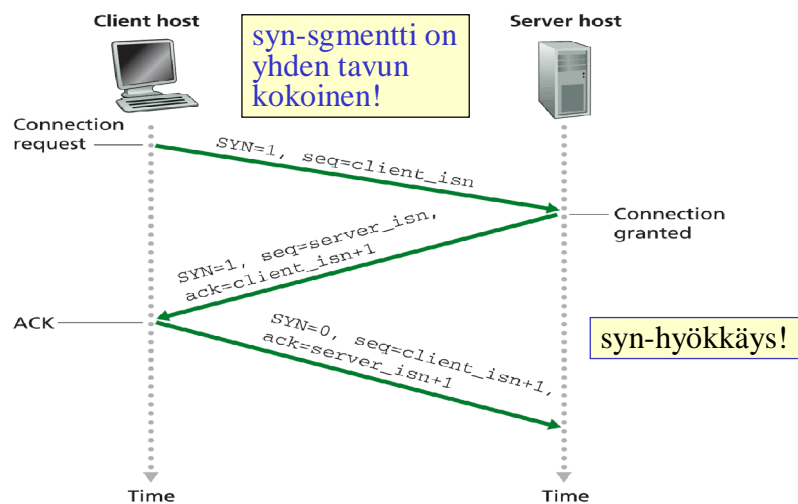 Client host
syn-sgmentti on
yhden tavun
kokoinen!
Server host
Connection
request
SYN=1, seq=client_isn
Connection
granted
SYN=1, seq=server_isn,
ack=client_isn+1
ACK
SYN=0, seq=client_isn+1,
ack=server_isn+1
syn-hyökkäys!
Time
Time